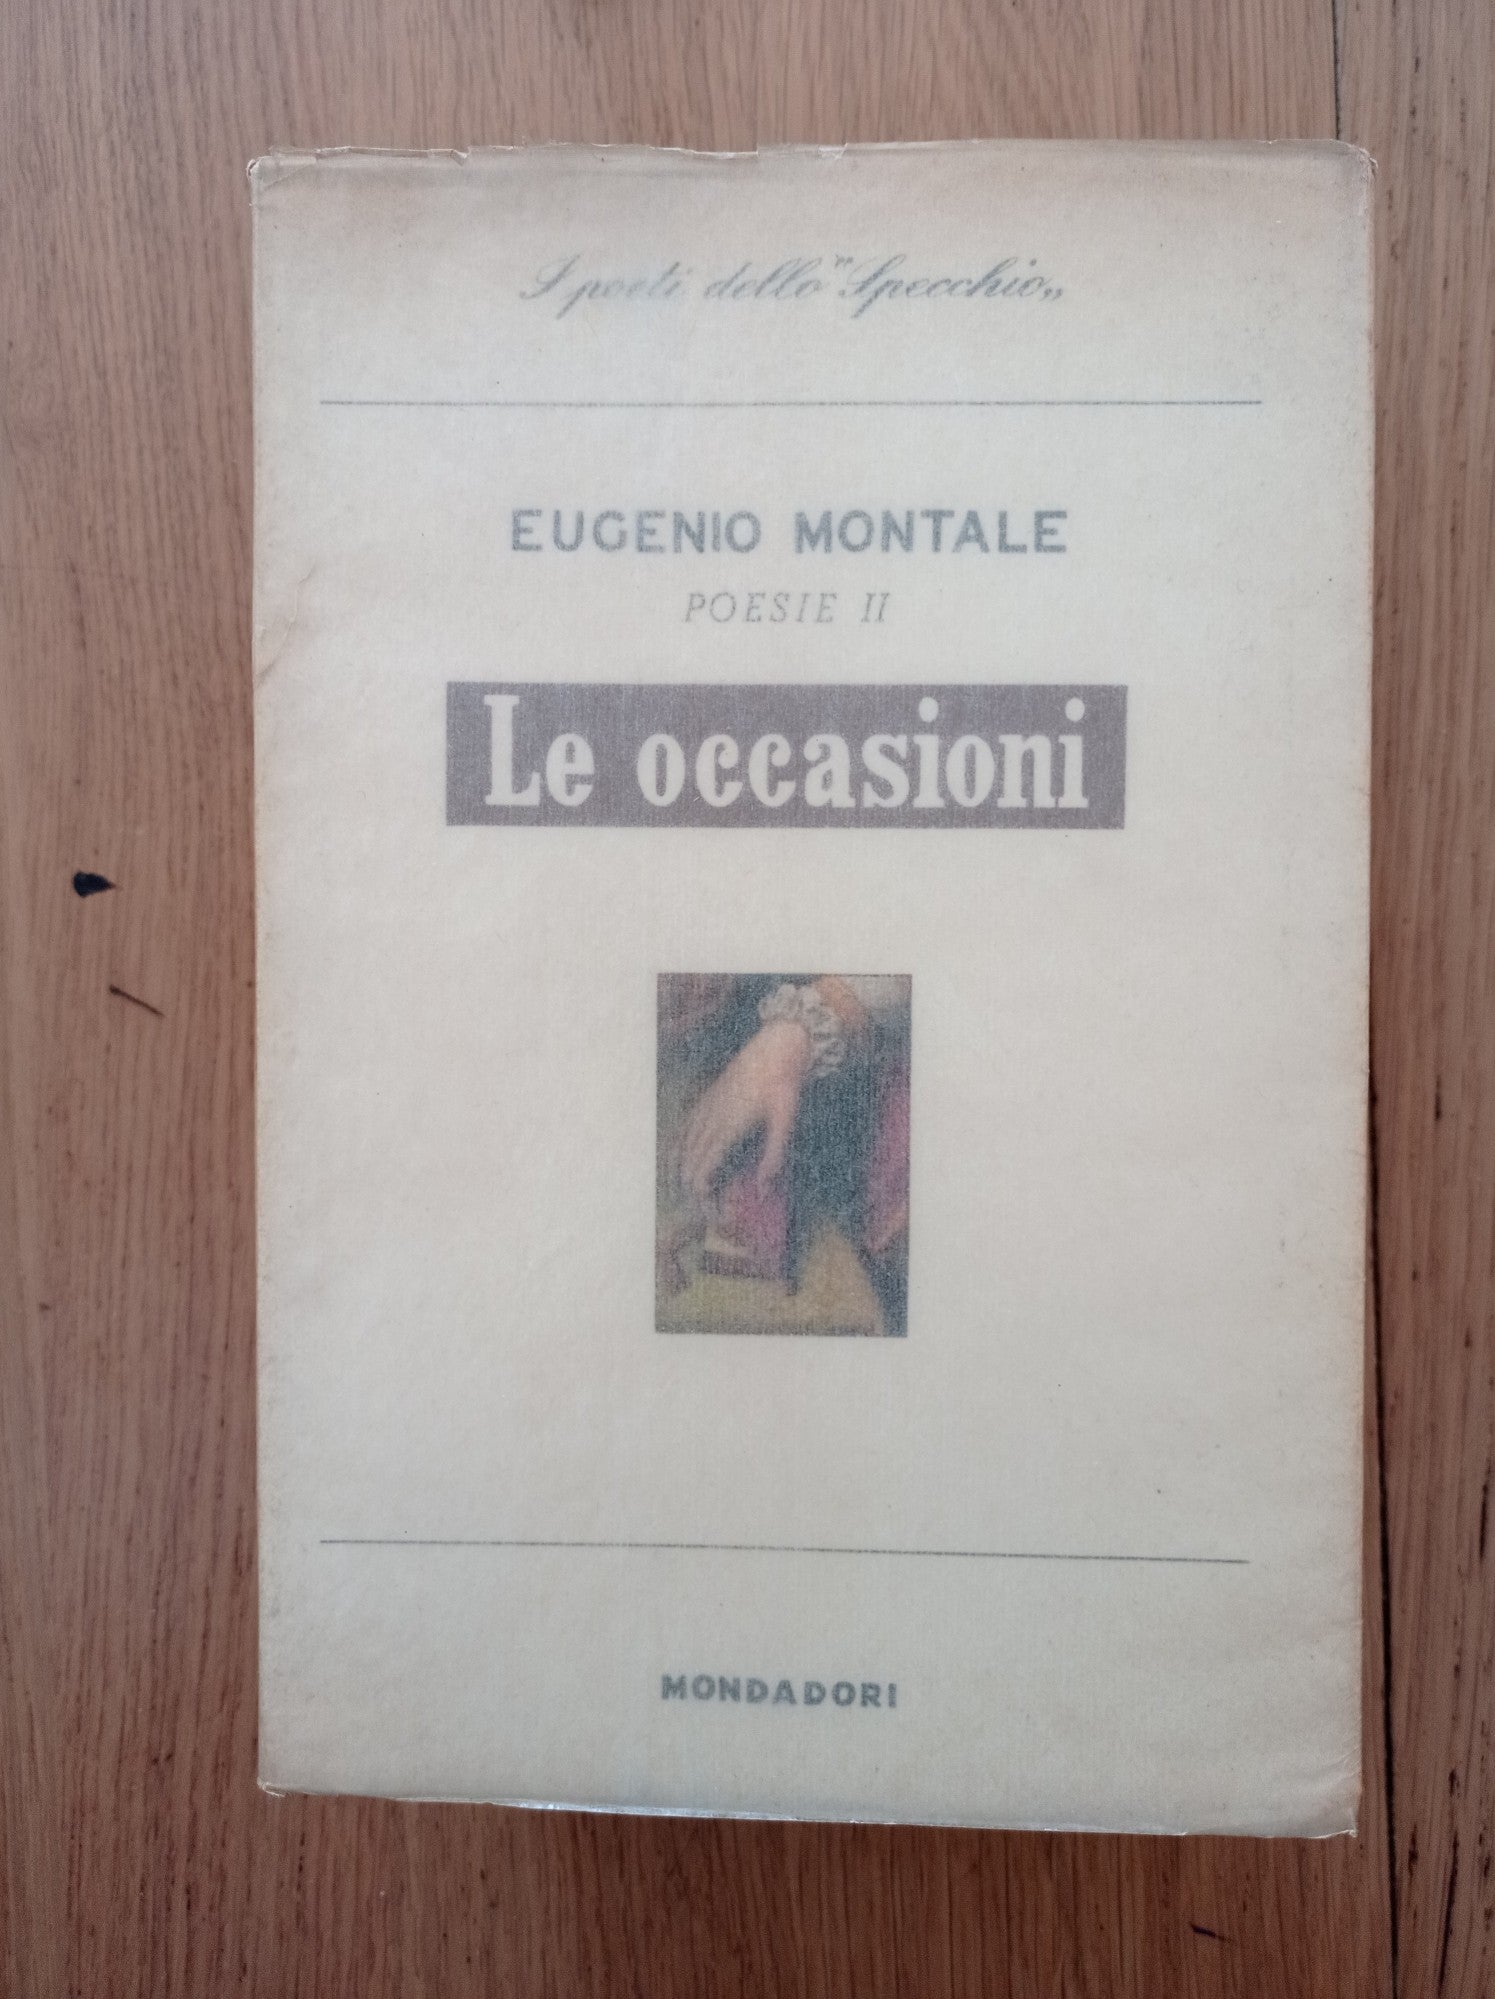 I poeti dello "Specchio„
EUGENIO MONTALE
POESIE II
Le occasioni
MONDADORI